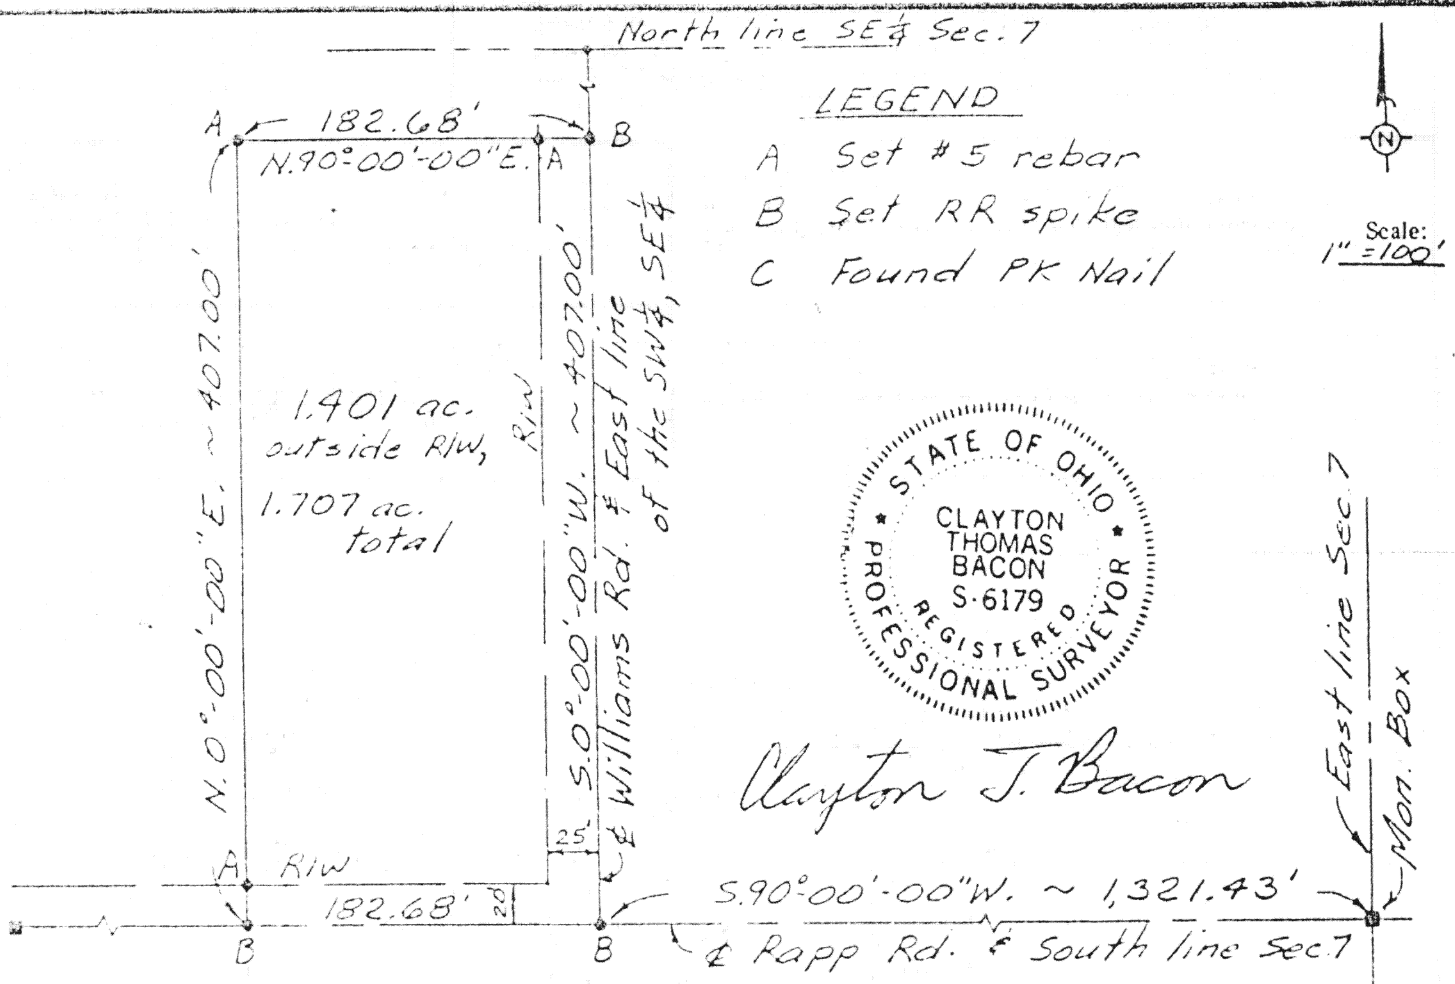 North line SE¼ Sec. 7
LEGEND
A Set #5 rebar
B Set RR spike
C Found PK Nail
N
Scale:
1" = 100'
A 182.68' B
N.90°-00'-00"E. A
N.0°-00'-00"E. ~ 407.00'
1.401 ac.
outside R/W,
1.707 ac.
total
R/W
S.0°-00'-00"W. ~ 407.00'
℄ Williams Rd. & East line
of the SW¼, SE¼
STATE OF OHIO
CLAYTON
THOMAS
BACON
S-6179
REGISTERED
PROFESSIONAL SURVEYOR
Clayton T. Bacon
East line Sec. 7
Mon. Box
25'
A R/W
182.68' 20'
S.90°-00'-00"W. ~ 1,321.43'
B B
℄ Rapp Rd. & South line Sec. 7